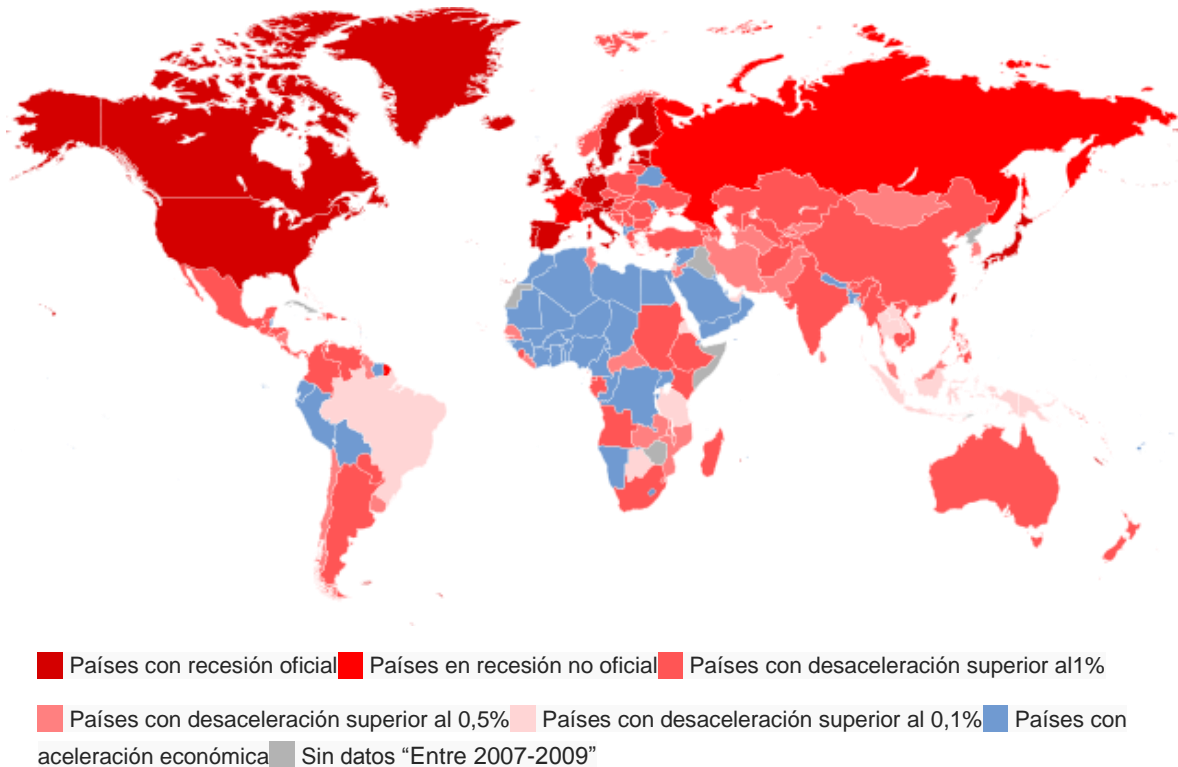 Países con recesión oficial Países en recesión no oficial Países con desaceleración superior al1%
Países con desaceleración superior al 0,5% Países con desaceleración superior al 0,1% Países con
aceleración económica Sin datos “Entre 2007-2009”